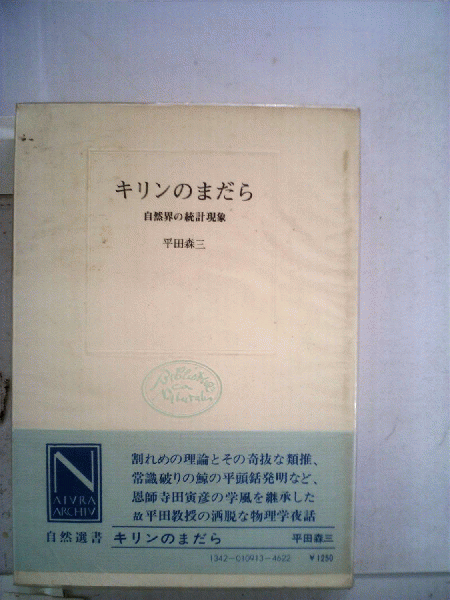 キリンのまだら
自然界の統計現象
平田森三
割れめの理論とその奇抜な類推、
常識破りの鯨の平頭銛発明など、
恩師寺田寅彦の学風を継承した
故平田教授の洒脱な物理学夜話
N
ATVRA
ARCHIV
自然選書
キリンのまだら
平田森三
1342-010913-4622 ¥1250